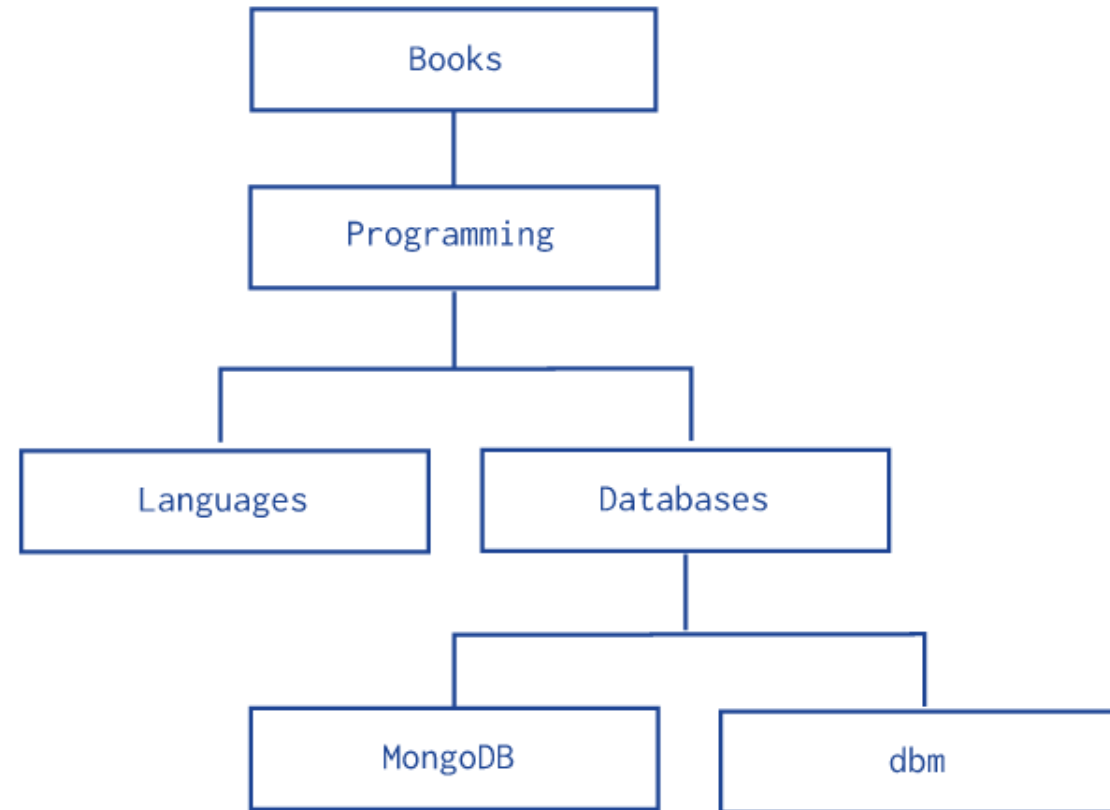 Books
Programming
Languages
Databases
MongoDB
dbm